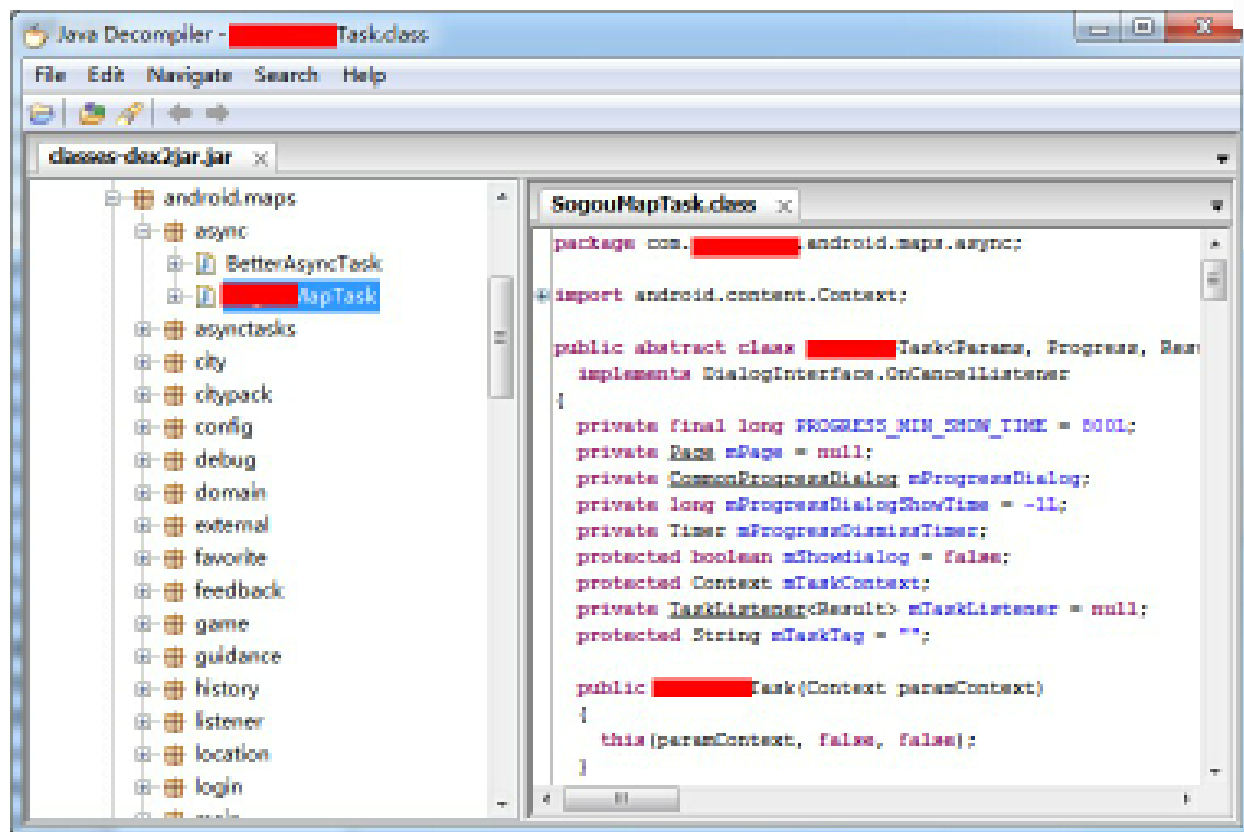 Java Decompiler - Task.class
File Edit Navigate Search Help
classes-dex2jar.jar
android.maps
async
BetterAsyncTask
MapTask
asynctasks
city
citypack
config
debug
domain
external
favorite
feedback
game
guidance
history
listener
location
login
SogouMapTask.class
package com. .android.maps.async;
import android.content.Context;
public abstract class Task<Params, Progress, Res
implements DialogInterface.OnCancelListener
{
private final long PROGRESS_MIN_SHOW_TIME = 500L;
private Page mPage = null;
private CommonProgressDialog mProgressDialog;
private long mProgressDialogShowTime = -1L;
private Timer mProgressDismissTimer;
protected boolean mShowdialog = false;
protected Context mTaskContext;
private TaskListener<Result> mTaskListener = null;
protected String mTaskTag = "";
public Task(Context paramContext)
{
this(paramContext, false, false);
}